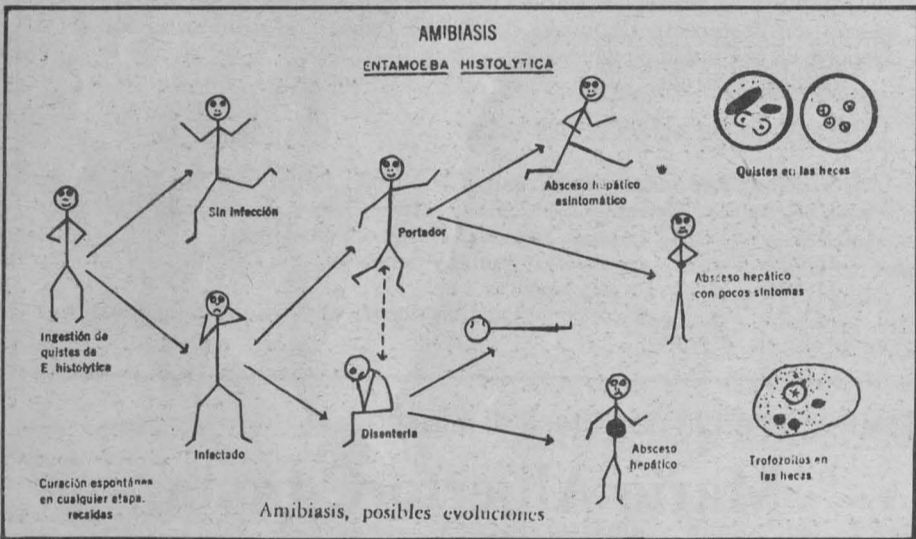 AMIBIASIS
ENTAMOEBA HISTOLYTICA
Sin infección
Ingestión de
quistes de
E. histolytica
Infectado
Portador
Disentería
Absceso hepático
asintomático
Quistes en las heces
Absceso hepático
con pocos síntomas
Absceso
hepático
Trofozoitos en
las heces
Curación espontánea
en cualquier etapa.
recaídas
Amibiasis, posibles evoluciones